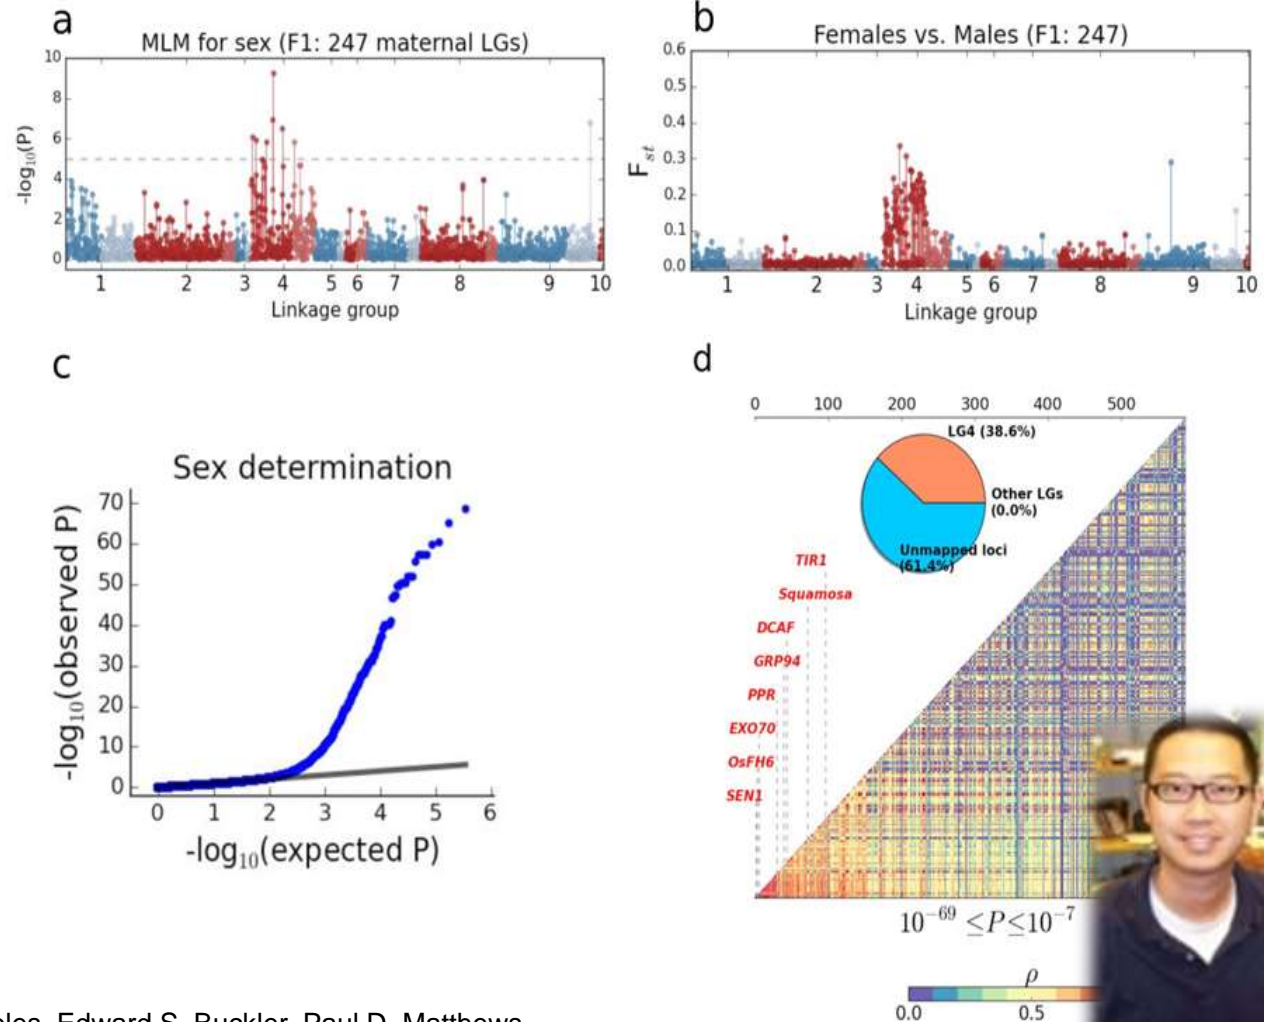 a
MLM for sex (F1: 247 maternal LGs)
10
8
6
4
2
0
-log₁₀(P)
1 2 3 4 5 6 7 8 9 10
Linkage group
b
Females vs. Males (F1: 247)
0.6
0.5
0.4
0.3
0.2
0.1
0.0
F_st
1 2 3 4 5 6 7 8 9 10
Linkage group
c
Sex determination
70
60
50
40
30
20
10
0
-log₁₀(observed P)
0 1 2 3 4 5 6
-log₁₀(expected P)
d
0 100 200 300 400 500
LG4 (38.6%)
Other LGs
(0.0%)
Unmapped loci
(61.4%)
TIR1
Squamosa
DCAF
GRP94
PPR
EXO70
OsFH6
SEN1
10⁻⁶⁹ ≤P≤10⁻⁷
ρ
0.0 0.5
Edward S. Buckler, Paul D. Matthews